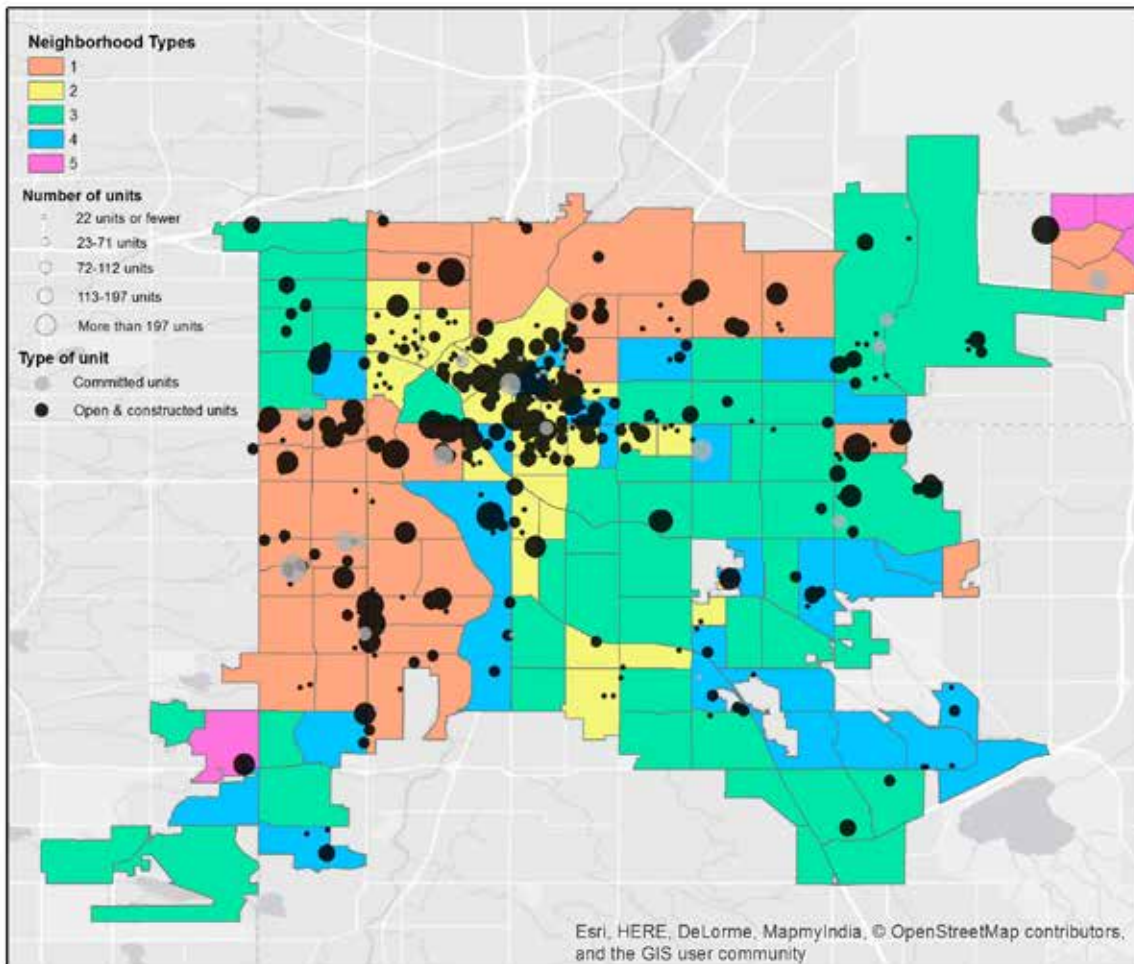 Neighborhood Types
1
2
3
4
5
Number of units
22 units or fewer
23-71 units
72-112 units
113-197 units
More than 197 units
Type of unit
Committed units
Open & constructed units
Esri, HERE, DeLorme, MapmyIndia, © OpenStreetMap contributors,
and the GIS user community